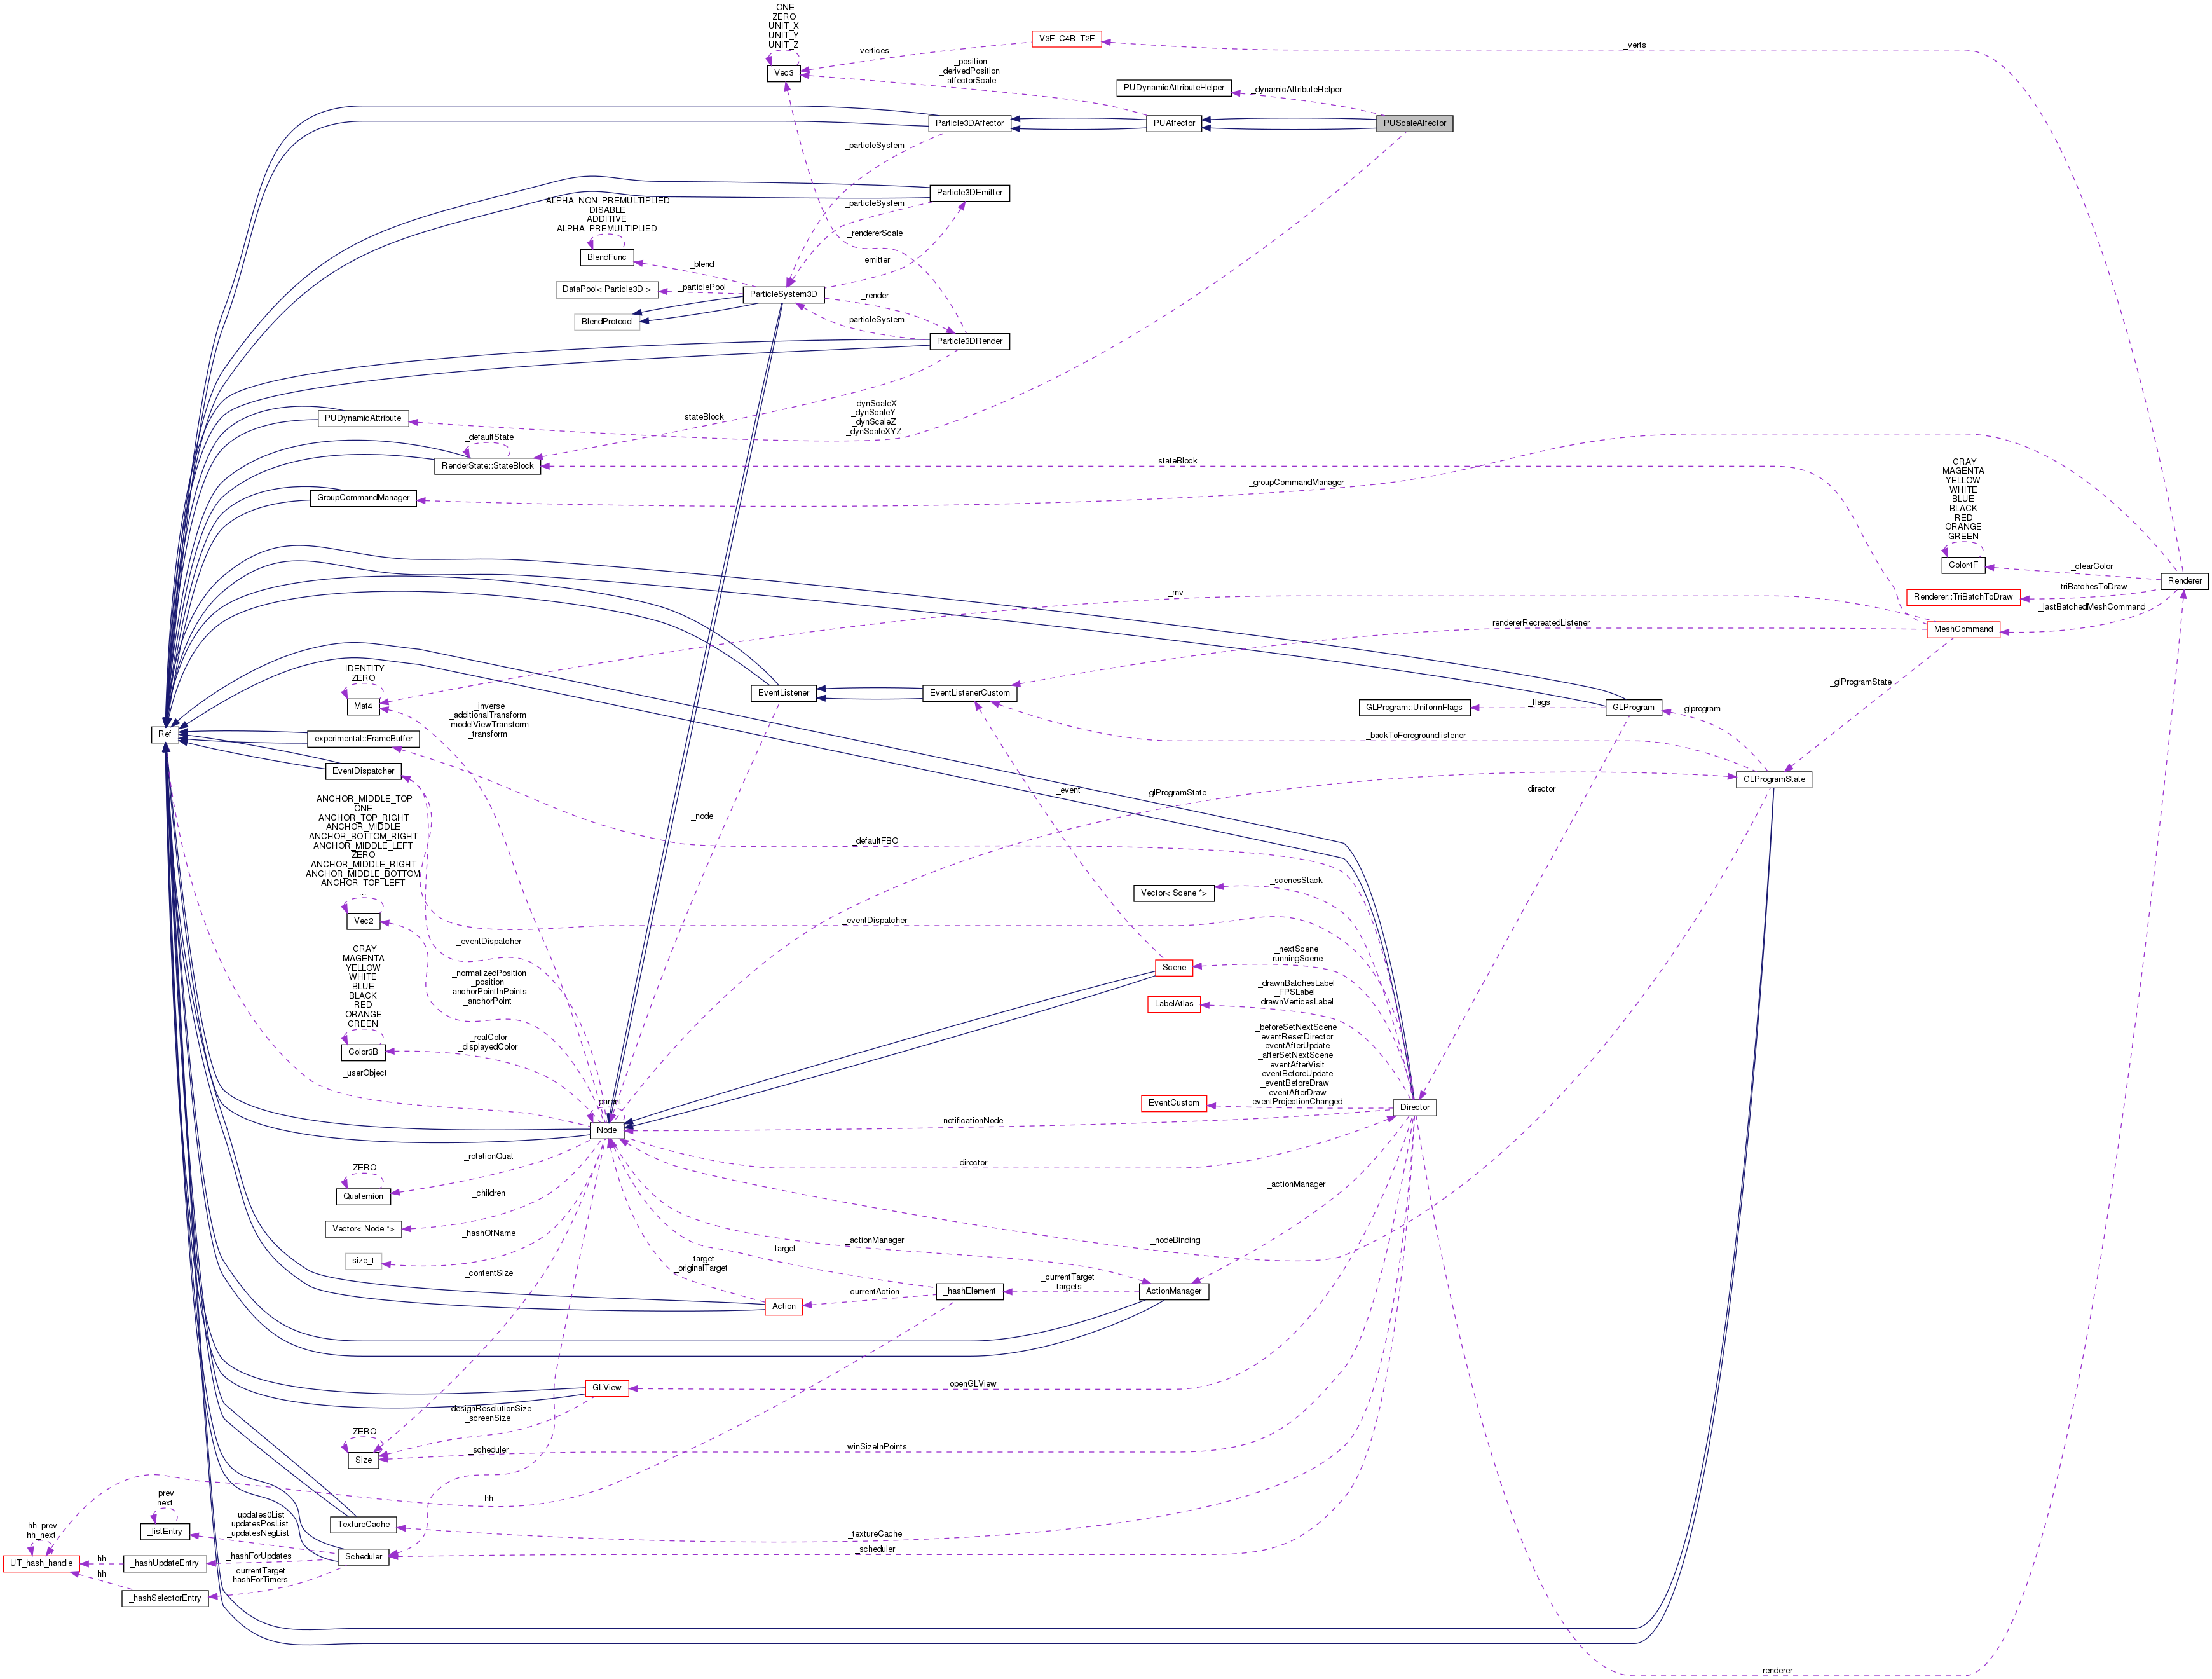 ONE
ZERO
UNIT_X
UNIT_Y
UNIT_Z
Vec3
vertices
V3F_C4B_T2F
_verts
_position
_derivedPosition
_affectorScale
PUDynamicAttributeHelper
_dynamicAttributeHelper
Particle3DAffector
PUAffector
PUScaleAffector
_particleSystem
Particle3DEmitter
_particleSystem
ALPHA_NON_PREMULTIPLIED
DISABLE
ADDITIVE
ALPHA_PREMULTIPLIED
BlendFunc
_rendererScale
_emitter
_blend
DataPool< Particle3D >
_particlePool
ParticleSystem3D
_render
BlendProtocol
_particleSystem
Particle3DRender
PUDynamicAttribute
_stateBlock
_dynScaleX
_dynScaleY
_dynScaleZ
_dynScaleXYZ
_defaultState
RenderState::StateBlock
_stateBlock
GroupCommandManager
_groupCommandManager
GRAY
MAGENTA
YELLOW
WHITE
BLUE
BLACK
RED
ORANGE
GREEN
Color4F
_clearColor
Renderer
_triBatchesToDraw
Renderer::TriBatchToDraw
_lastBatchedMeshCommand
_mv
_rendererRecreatedListener
MeshCommand
IDENTITY
ZERO
Mat4
EventListener
EventListenerCustom
_glProgramState
_inverse
_additionalTransform
_modelViewTransform
_transform
GLProgram::UniformFlags
_flags
GLProgram
_glprogram
Ref
experimental::FrameBuffer
_backToForegroundlistener
EventDispatcher
GLProgramState
_event
_glProgramState
_director
_node
_defaultFBO
ANCHOR_MIDDLE_TOP
ONE
ANCHOR_TOP_RIGHT
ANCHOR_MIDDLE
ANCHOR_BOTTOM_RIGHT
ANCHOR_MIDDLE_LEFT
ZERO
ANCHOR_MIDDLE_RIGHT
ANCHOR_MIDDLE_BOTTOM
ANCHOR_TOP_LEFT
...
Vec2
Vector< Scene *>
_scenesStack
_eventDispatcher
_eventDispatcher
GRAY
MAGENTA
YELLOW
WHITE
BLUE
BLACK
RED
ORANGE
GREEN
Color3B
_normalizedPosition
_position
_anchorPointInPoints
_anchorPoint
Scene
_nextScene
_runningScene
LabelAtlas
_drawnBatchesLabel
_FPSLabel
_drawnVerticesLabel
_realColor
_displayedColor
_beforeSetNextScene
_eventResetDirector
_eventAfterUpdate
_afterSetNextScene
_eventAfterVisit
_eventBeforeUpdate
_eventBeforeDraw
_eventAfterDraw
_eventProjectionChanged
EventCustom
Director
_userObject
_parent
Node
_notificationNode
_rotationQuat
_director
ZERO
Quaternion
_children
_actionManager
Vector< Node *>
_hashOfName
_actionManager
_nodeBinding
target
size_t
_target
_originalTarget
_contentSize
_currentTarget
_targets
currentAction
_hashElement
ActionManager
Action
GLView
_openGLView
_designResolutionSize
_screenSize
ZERO
Size
_scheduler
_winSizeInPoints
prev
next
_listEntry
hh
_updates0List
_updatesPosList
_updatesNegList
TextureCache
_textureCache
hh_prev
hh_next
UT_hash_handle
hh
_hashUpdateEntry
_hashForUpdates
Scheduler
_scheduler
hh
_currentTarget
_hashForTimers
_hashSelectorEntry
_renderer